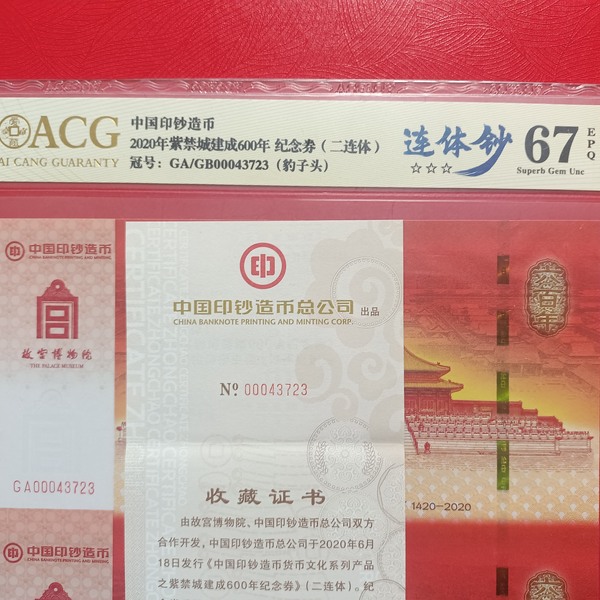 ACG
AI CANG GUARANTY
中国印钞造币
2020年紫禁城建成600年 纪念券（二连体）
冠号：GA/GB00043723（豹子头）
连体钞
☆☆☆
67
EPQ
Superb Gem Unc
中国印钞造币
CHINA BANKNOTE PRINTING AND MINTING
故宫博物院
THE PALACE MUSEUM
GA00043723
中国印钞造币
中国印钞造币总公司 出品
CHINA BANKNOTE PRINTING AND MINTING CORP.
№ 00043723
收藏证书
由故宫博物院、中国印钞造币总公司双方
合作开发，中国印钞造币总公司于2020年6月
18日发行《中国印钞造币货币文化系列产品
之紫禁城建成600年纪念券》（二连体）。纪
1420-2020